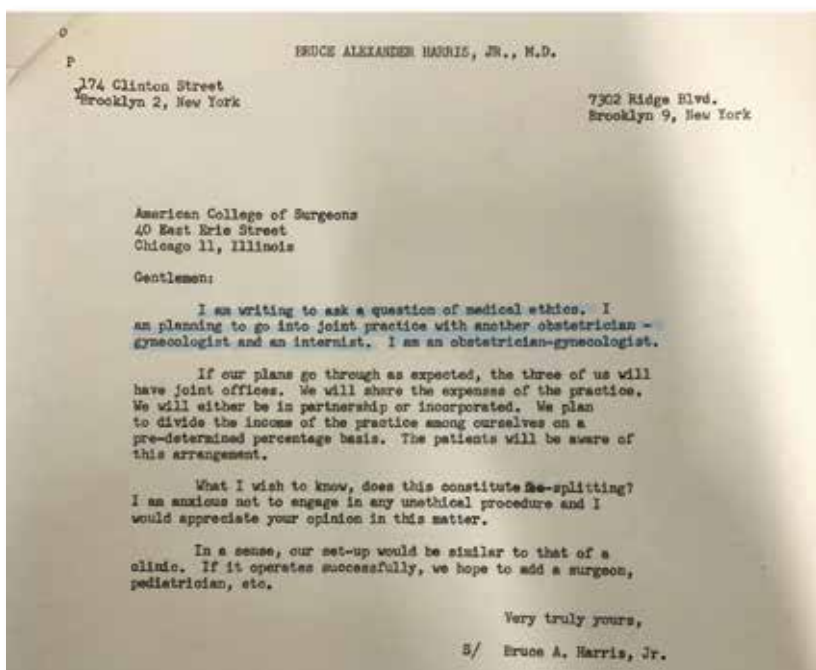 O
P
Y
BRUCE ALEXANDER HARRIS, JR., M.D.
174 Clinton Street
Brooklyn 2, New York
7302 Ridge Blvd.
Brooklyn 9, New York
American College of Surgeons
40 East Erie Street
Chicago 11, Illinois
Gentlemen:
I am writing to ask a question of medical ethics. I
am planning to go into joint practice with another obstetrician -
gynecologist and an internist. I am an obstetrician-gynecologist.
If our plans go through as expected, the three of us will
have joint offices. We will share the expenses of the practice.
We will either be in partnership or incorporated. We plan
to divide the income of the practice among ourselves on a
pre-determined percentage basis. The patients will be aware of
this arrangement.
What I wish to know, does this constitute fee-splitting?
I am anxious not to engage in any unethical procedure and I
would appreciate your opinion in this matter.
In a sense, our set-up would be similar to that of a
clinic. If it operates successfully, we hope to add a surgeon,
pediatrician, etc.
Very truly yours,
S/ Bruce A. Harris, Jr.